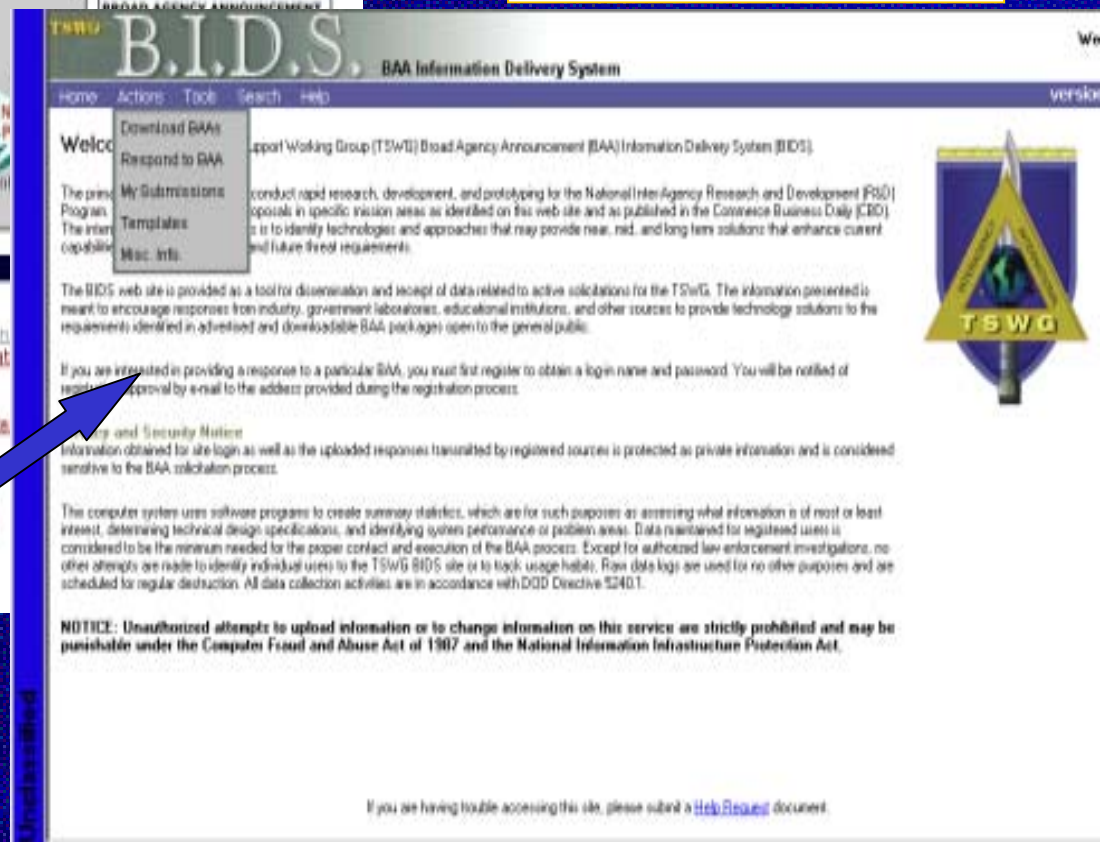 BROAD AGENCY ANNOUNCEMENT
TSWG
B.I.D.S.
BAA Information Delivery System
We
Home Actions Tools Search Help
version
Download BAAs
Respond to BAA
My Submissions
Templates
Misc. Info.
Welco upport Working Group (TSWG) Broad Agency Announcement (BAA) Information Delivery System (BIDS).
The prima conduct rapid research, development, and prototyping for the National InterAgency Research and Development (R&D)
Program. oposals in specific mission areas as identified on this web site and as published in the Commerce Business Daily (CBD).
The inten s is to identify technologies and approaches that may provide near, mid, and long term solutions that enhance current
capabilitie and future threat requirements.
The BIDS web site is provided as a tool for dissemination and receipt of data related to active solicitations for the TSWG. The information presented is
meant to encourage responses from industry, government laboratories, educational institutions, and other sources to provide technology solutions to the
requirements identified in advertised and downloadable BAA packages open to the general public.
If you are interested in providing a response to a particular BAA, you must first register to obtain a login name and password. You will be notified of
approval by e-mail to the address provided during the registration process.
and Security Notice
Information obtained for site login as well as the uploaded responses transmitted by registered sources is protected as private information and is considered
sensitive to the BAA solicitation process.
This computer system uses software programs to create summary statistics, which are for such purposes as assessing what information is of most or least
interest, determining technical design specifications, and identifying system performance or problem areas. Data maintained for registered users is
considered to be the minimum needed for the proper contact and execution of the BAA process. Except for authorized law enforcement investigations, no
other attempts are made to identify individual users to the TSWG BIDS site or to track usage habits. Raw data logs are used for no other purposes and are
scheduled for regular destruction. All data collection activities are in accordance with DOD Directive 5240.1.
NOTICE: Unauthorized attempts to upload information or to change information on this service are strictly prohibited and may be
punishable under the Computer Fraud and Abuse Act of 1987 and the National Information Infrastructure Protection Act.
If you are having trouble accessing this site, please submit a Help Request document.
TSWG
Unclassified